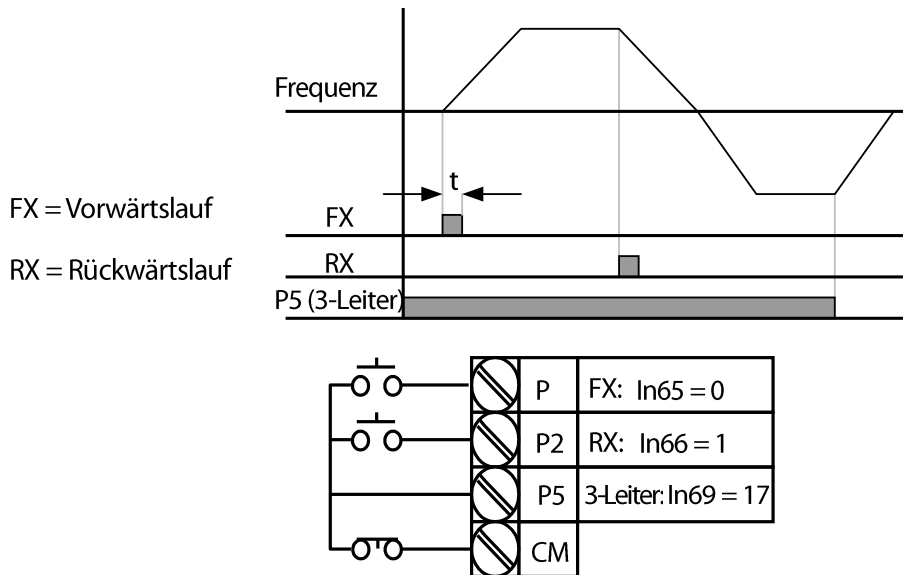 Frequenz
t
FX = Vorwärtslauf
FX
RX = Rückwärtslauf
RX
P5 (3-Leiter)
P FX: In65 = 0
P2 RX: In66 = 1
P5 3-Leiter: In69 = 17
CM